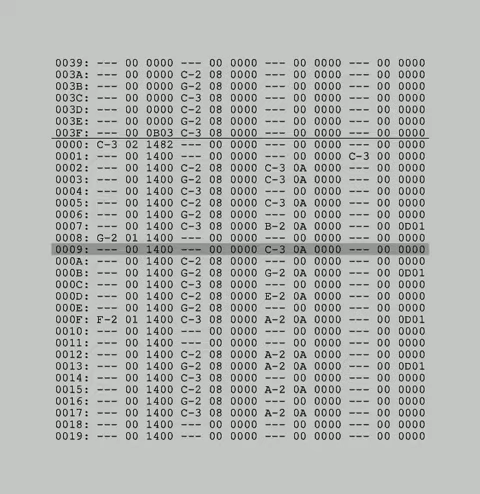 0039: --- 00 0000 --- 00 0000 --- 00 0000 --- 00 0000
003A: --- 00 0000 C-2 08 0000 --- 00 0000 --- 00 0000
003B: --- 00 0000 G-2 08 0000 --- 00 0000 --- 00 0000
003C: --- 00 0000 C-3 08 0000 --- 00 0000 --- 00 0000
003D: --- 00 0000 C-2 08 0000 --- 00 0000 --- 00 0000
003E: --- 00 0000 G-2 08 0000 --- 00 0000 --- 00 0000
003F: --- 00 0B03 C-3 08 0000 --- 00 0000 --- 00 0000
0000: C-3 02 1482 --- 00 0000 --- 00 0000 --- 00 0000
0001: --- 00 1400 --- 00 0000 --- 00 0000 C-3 00 0000
0002: --- 00 1400 C-2 08 0000 C-3 0A 0000 --- 00 0000
0003: --- 00 1400 G-2 08 0000 C-3 0A 0000 --- 00 0000
0004: --- 00 1400 C-3 08 0000 --- 00 0000 --- 00 0000
0005: --- 00 1400 C-2 08 0000 C-3 0A 0000 --- 00 0000
0006: --- 00 1400 G-2 08 0000 --- 00 0000 --- 00 0000
0007: --- 00 1400 C-3 08 0000 B-2 0A 0000 --- 00 0D01
0008: G-2 01 1400 --- 00 0000 --- 00 0000 --- 00 0000
0009: --- 00 1400 --- 00 0000 C-3 0A 0000 --- 00 0000
000A: --- 00 1400 C-2 08 0000 --- 00 0000 --- 00 0000
000B: --- 00 1400 G-2 08 0000 G-2 0A 0000 --- 00 0D01
000C: --- 00 1400 C-3 08 0000 --- 00 0000 --- 00 0000
000D: --- 00 1400 C-2 08 0000 E-2 0A 0000 --- 00 0000
000E: --- 00 1400 G-2 08 0000 --- 00 0000 --- 00 0000
000F: F-2 01 1400 C-3 08 0000 A-2 0A 0000 --- 00 0D01
0010: --- 00 1400 --- 00 0000 --- 00 0000 --- 00 0000
0011: --- 00 1400 --- 00 0000 --- 00 0000 --- 00 0000
0012: --- 00 1400 C-2 08 0000 A-2 0A 0000 --- 00 0000
0013: --- 00 1400 G-2 08 0000 A-2 0A 0000 --- 00 0D01
0014: --- 00 1400 C-3 08 0000 --- 00 0000 --- 00 0000
0015: --- 00 1400 C-2 08 0000 A-2 0A 0000 --- 00 0000
0016: --- 00 1400 G-2 08 0000 --- 00 0000 --- 00 0000
0017: --- 00 1400 C-3 08 0000 A-2 0A 0000 --- 00 0000
0018: --- 00 1400 --- 00 0000 --- 00 0000 --- 00 0000
0019: --- 00 1400 --- 00 0000 --- 00 0000 --- 00 0000